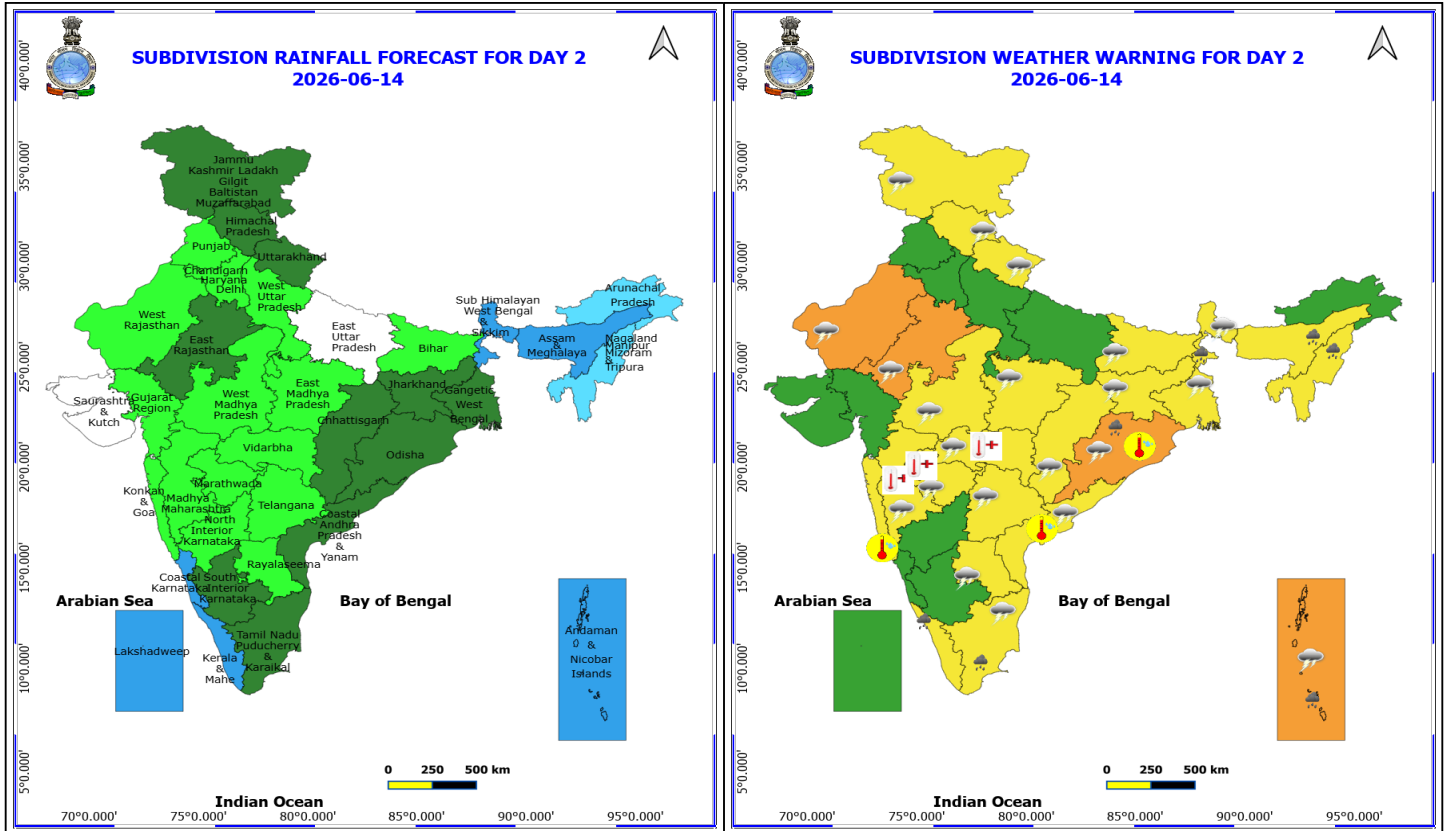 SUBDIVISION RAINFALL FORECAST FOR DAY 2
2026-06-14
40°0.000'
35°0.000'
30°0.000'
25°0.000'
20°0.000'
15°0.000'
10°0.000'
5°0.000'
Jammu
Kashmir Ladakh
Gilgit
Baltistan
Muzaffarabad
Himachal
Pradesh
Punjab
Uttarakhand
Chandigarh
Haryana
Delhi
West
Uttar
Pradesh
West
Rajasthan
East
Rajasthan
East
Uttar
Pradesh
Bihar
Sub Himalayan
West Bengal
&
Sikkim
Arunachal
Pradesh
Assam
&
Meghalaya
Nagaland
Manipur
Mizoram
&
Tripura
Saurashtra
&
Kutch
Gujarat
Region
West
Madhya
Pradesh
East
Madhya
Pradesh
Jharkhand
Gangetic
West
Bengal
Chhattisgarh
Odisha
Vidarbha
Konkan
&
Goa
Madhya
Maharashtra
Marathwada
Telangana
North
Interior
Karnataka
Coastal
Andhra
Pradesh
&
Yanam
Rayalaseema
Coastal
Karnataka
South
Interior
Karnataka
Tamil Nadu
Puducherry
&
Karaikal
Kerala
&
Mahe
Lakshadweep
Andaman
&
Nicobar
Islands
Arabian Sea
Bay of Bengal
0 250 500 km
Indian Ocean
70°0.000' 75°0.000' 80°0.000' 85°0.000' 90°0.000' 95°0.000'
SUBDIVISION WEATHER WARNING FOR DAY 2
2026-06-14
40°0.000'
35°0.000'
30°0.000'
25°0.000'
20°0.000'
15°0.000'
10°0.000'
5°0.000'
Arabian Sea
Bay of Bengal
0 250 500 km
Indian Ocean
70°0.000' 75°0.000' 80°0.000' 85°0.000' 90°0.000' 95°0.000'